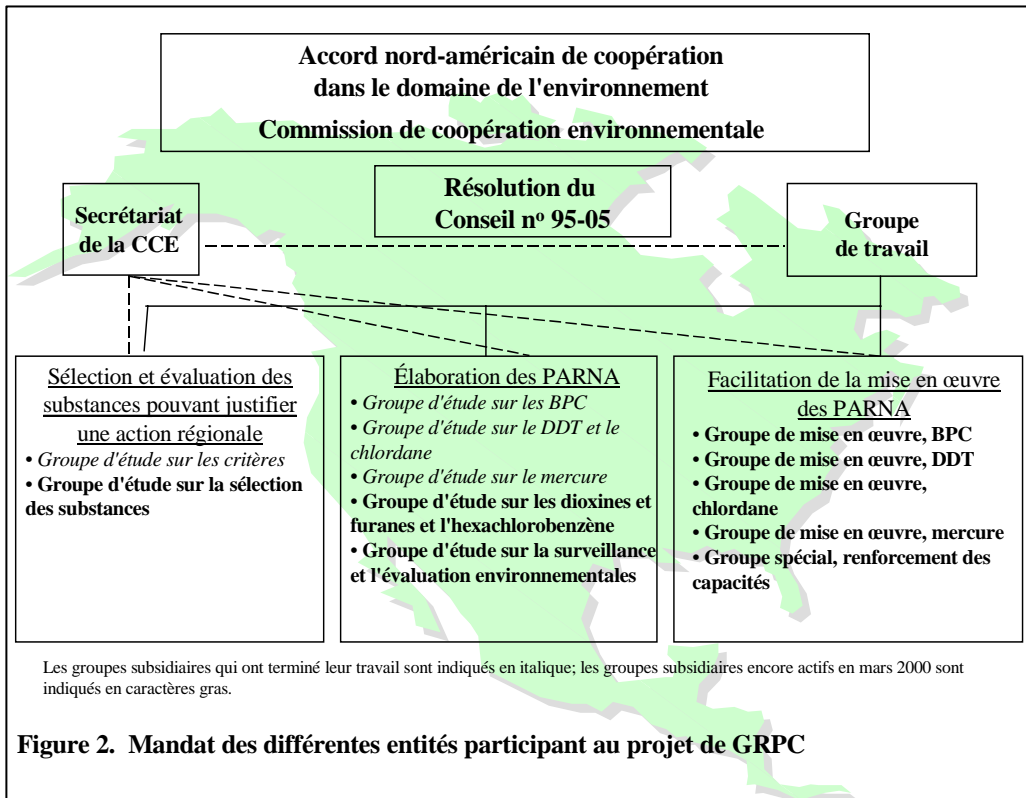 Accord nord-américain de coopération
dans le domaine de l'environnement
Commission de coopération environnementale
Résolution du
Conseil nº 95-05
Secrétariat
de la CCE
Groupe
de travail
Sélection et évaluation des
substances pouvant justifier
une action régionale
• Groupe d'étude sur les critères
• Groupe d'étude sur la sélection
des substances
Élaboration des PARNA
• Groupe d'étude sur les BPC
• Groupe d'étude sur le DDT et le
chlordane
• Groupe d'étude sur le mercure
• Groupe d'étude sur les dioxines et
furanes et l'hexachlorobenzène
• Groupe d'étude sur la surveillance
et l'évaluation environnementales
Facilitation de la mise en œuvre
des PARNA
• Groupe de mise en œuvre, BPC
• Groupe de mise en œuvre, DDT
• Groupe de mise en œuvre,
chlordane
• Groupe de mise en œuvre, mercure
• Groupe spécial, renforcement des
capacités
Les groupes subsidiaires qui ont terminé leur travail sont indiqués en italique; les groupes subsidiaires encore actifs en mars 2000 sont
indiqués en caractères gras.
Figure 2. Mandat des différentes entités participant au projet de GRPC